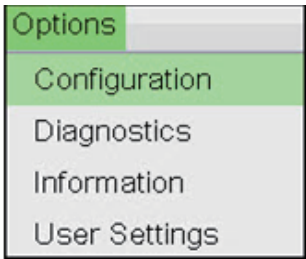 Options
Configuration
Diagnostics
Information
User Settings